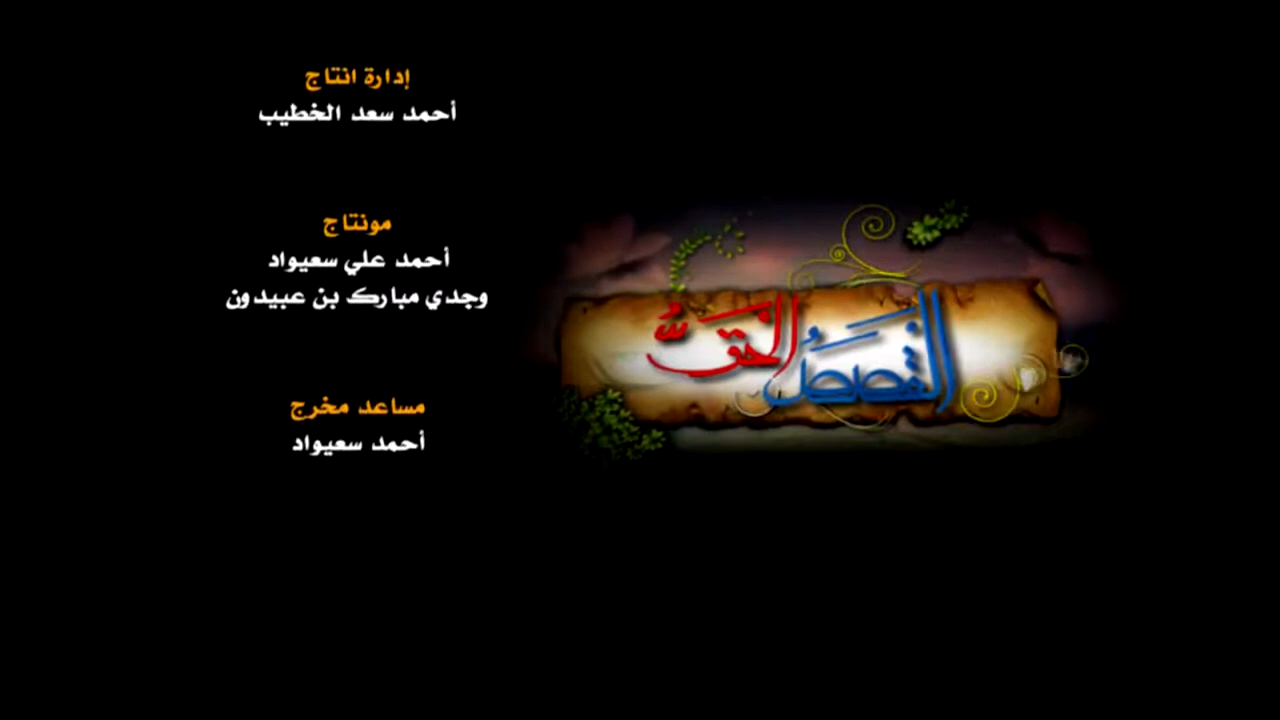 إدارة انتاج
أحمد سعد الخطيب
مونتاج
أحمد علي سعيواد
وجدي مبارك بن عبيدون
مساعد مخرج
أحمد سعيواد
القصصُ الحقُّ